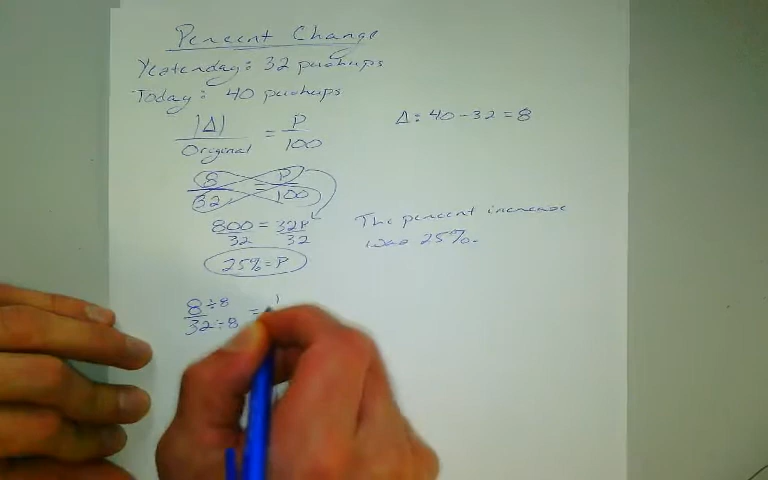 Percent Change
Yesterday: 32 pushups
Today: 40 pushups
|Δ| / Original = P / 100
Δ: 40 - 32 = 8
8 / 32 = P / 100
800 / 32 = 32P / 32
25% = P
The percent increase
was 25%.
8 ÷ 8 / 32 ÷ 8 = 1